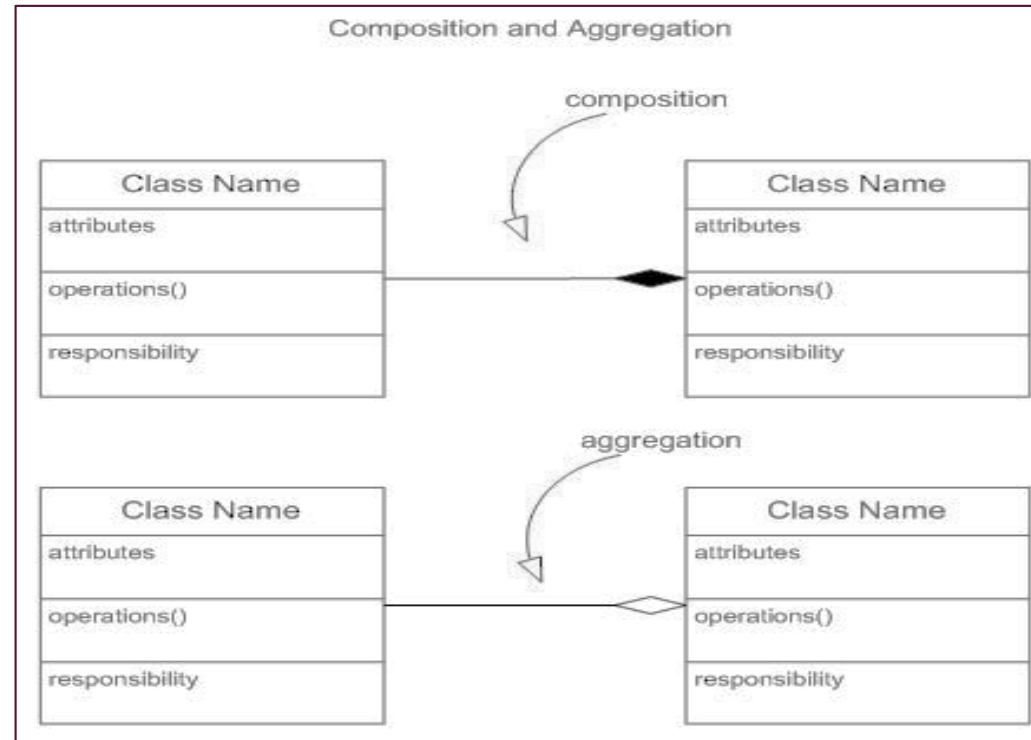 Composition and Aggregation
composition
Class Name
attributes
operations()
responsibility
Class Name
attributes
operations()
responsibility
aggregation
Class Name
attributes
operations()
responsibility
Class Name
attributes
operations()
responsibility